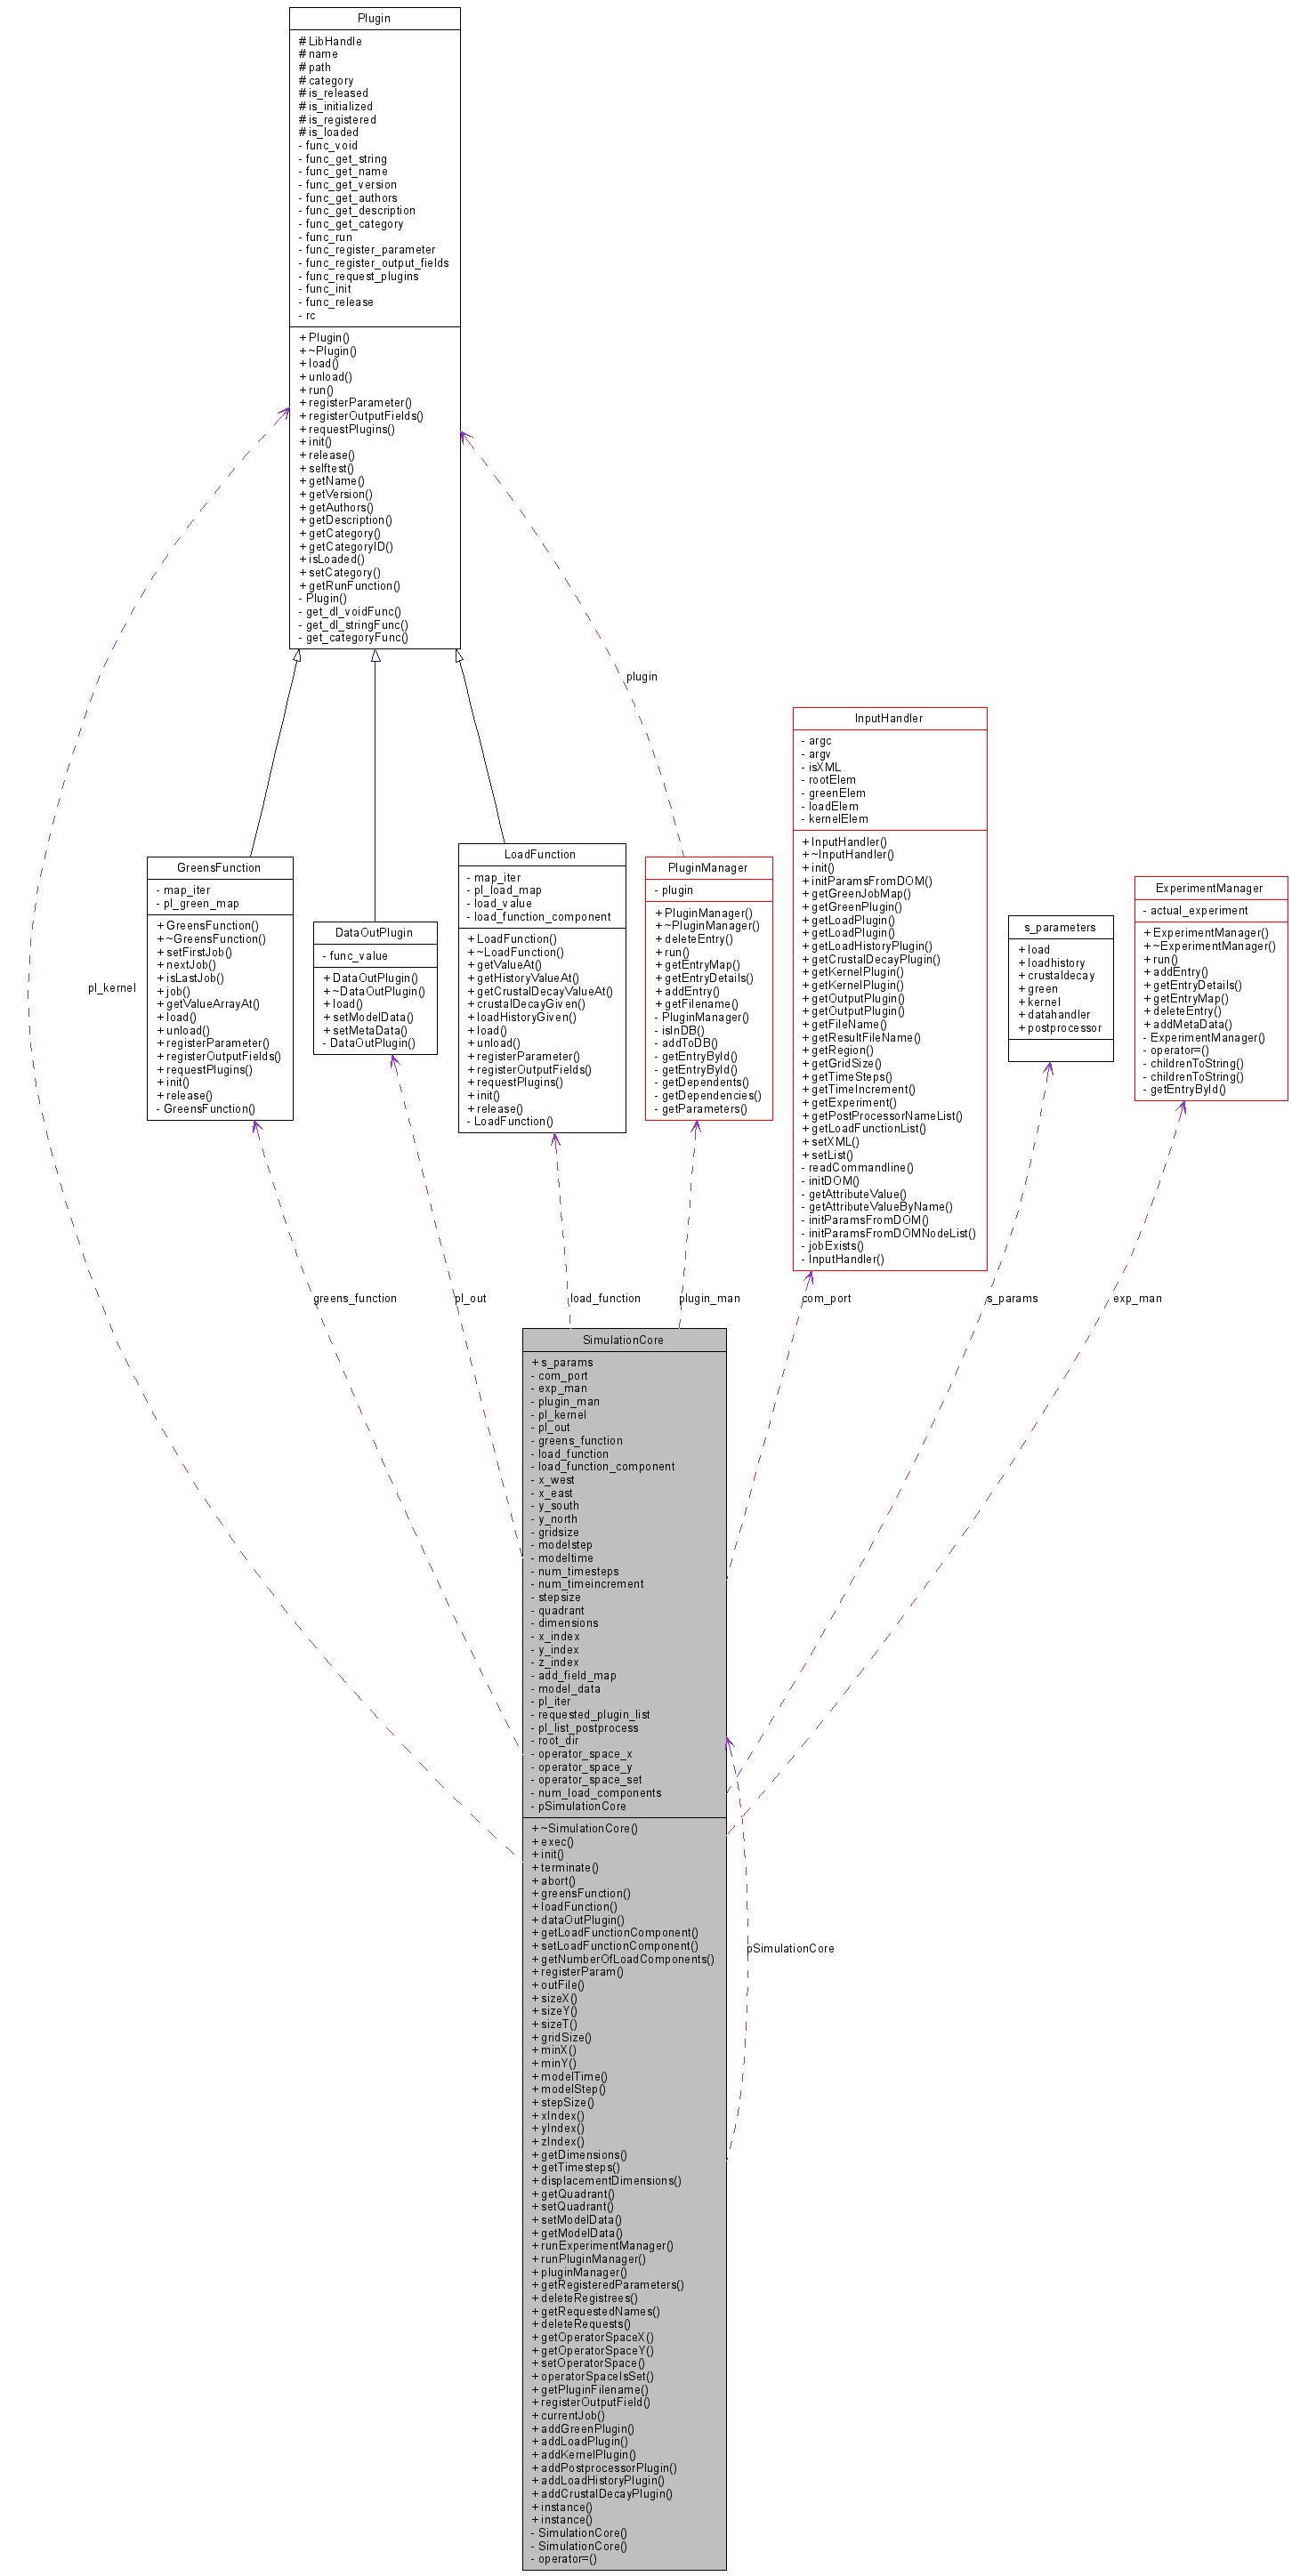 Plugin
# LibHandle
# name
# path
# category
# is_released
# is_initialized
# is_registered
# is_loaded
- func_void
- func_get_string
- func_get_name
- func_get_version
- func_get_authors
- func_get_description
- func_get_category
- func_run
- func_register_parameter
- func_register_output_fields
- func_request_plugins
- func_init
- func_release
- rc
+ Plugin()
+ ~Plugin()
+ load()
+ unload()
+ run()
+ registerParameter()
+ registerOutputFields()
+ requestPlugins()
+ init()
+ release()
+ selftest()
+ getName()
+ getVersion()
+ getAuthors()
+ getDescription()
+ getCategory()
+ getCategoryID()
+ isLoaded()
+ setCategory()
+ getRunFunction()
- Plugin()
- get_dl_voidFunc()
- get_dl_stringFunc()
- get_categoryFunc()
plugin
pl_kernel
GreensFunction
- map_iter
- pl_green_map
+ GreensFunction()
+ ~GreensFunction()
+ setFirstJob()
+ nextJob()
+ isLastJob()
+ job()
+ getValueArrayAt()
+ load()
+ unload()
+ registerParameter()
+ registerOutputFields()
+ requestPlugins()
+ init()
+ release()
- GreensFunction()
DataOutPlugin
- func_value
+ DataOutPlugin()
+ ~DataOutPlugin()
+ load()
+ setModelData()
+ setMetaData()
- DataOutPlugin()
LoadFunction
- map_iter
- pl_load_map
- load_value
- load_function_component
+ LoadFunction()
+ ~LoadFunction()
+ getValueAt()
+ getHistoryValueAt()
+ getCrustalDecayValueAt()
+ crustalDecayGiven()
+ loadHistoryGiven()
+ load()
+ unload()
+ registerParameter()
+ registerOutputFields()
+ requestPlugins()
+ init()
+ release()
- LoadFunction()
PluginManager
- plugin
+ PluginManager()
+ ~PluginManager()
+ deleteEntry()
+ run()
+ getEntryMap()
+ getEntryDetails()
+ addEntry()
+ getFilename()
- PluginManager()
- isInDB()
- addToDB()
- getEntryById()
- getEntryById()
- getDependents()
- getDependencies()
- getParameters()
InputHandler
- argc
- argv
- isXML
- rootElem
- greenElem
- loadElem
- kernelElem
+ InputHandler()
+ ~InputHandler()
+ init()
+ initParamsFromDOM()
+ getGreenJobMap()
+ getGreenPlugin()
+ getLoadPlugin()
+ getLoadPlugin()
+ getLoadHistoryPlugin()
+ getCrustalDecayPlugin()
+ getKernelPlugin()
+ getKernelPlugin()
+ getOutputPlugin()
+ getOutputPlugin()
+ getFileName()
+ getResultFileName()
+ getRegion()
+ getGridSize()
+ getTimeSteps()
+ getTimeIncrement()
+ getExperiment()
+ getPostProcessorNameList()
+ getLoadFunctionList()
+ setXML()
+ setList()
- readCommandline()
- initDOM()
- getAttributeValue()
- getAttributeValueByName()
- initParamsFromDOM()
- initParamsFromDOMNodeList()
- jobExists()
- InputHandler()
s_parameters
+ load
+ loadhistory
+ crustaldecay
+ green
+ kernel
+ datahandler
+ postprocessor
ExperimentManager
- actual_experiment
+ ExperimentManager()
+ ~ExperimentManager()
+ run()
+ addEntry()
+ getEntryDetails()
+ getEntryMap()
+ deleteEntry()
+ addMetaData()
- ExperimentManager()
- operator=()
- childrenToString()
- childrenToString()
- getEntryById()
greens_function
pl_out
load_function
plugin_man
com_port
s_params
exp_man
SimulationCore
+ s_params
- com_port
- exp_man
- plugin_man
- pl_kernel
- pl_out
- greens_function
- load_function
- load_function_component
- x_west
- x_east
- y_south
- y_north
- gridsize
- modelstep
- modeltime
- num_timesteps
- num_timeincrement
- stepsize
- quadrant
- dimensions
- x_index
- y_index
- z_index
- add_field_map
- model_data
- pl_iter
- requested_plugin_list
- pl_list_postprocess
- root_dir
- operator_space_x
- operator_space_y
- operator_space_set
- num_load_components
- pSimulationCore
+ ~SimulationCore()
+ exec()
+ init()
+ terminate()
+ abort()
+ greensFunction()
+ loadFunction()
+ dataOutPlugin()
+ getLoadFunctionComponent()
+ setLoadFunctionComponent()
+ getNumberOfLoadComponents()
+ registerParam()
+ outFile()
+ sizeX()
+ sizeY()
+ sizeT()
+ gridSize()
+ minX()
+ minY()
+ modelTime()
+ modelStep()
+ stepSize()
+ xIndex()
+ yIndex()
+ zIndex()
+ getDimensions()
+ getTimesteps()
+ displacementDimensions()
+ getQuadrant()
+ setQuadrant()
+ setModelData()
+ getModelData()
+ runExperimentManager()
+ runPluginManager()
+ pluginManager()
+ getRegisteredParameters()
+ deleteRegistrees()
+ getRequestedNames()
+ deleteRequests()
+ getOperatorSpaceX()
+ getOperatorSpaceY()
+ setOperatorSpace()
+ operatorSpaceIsSet()
+ getPluginFilename()
+ registerOutputField()
+ currentJob()
+ addGreenPlugin()
+ addLoadPlugin()
+ addKernelPlugin()
+ addPostprocessorPlugin()
+ addLoadHistoryPlugin()
+ addCrustalDecayPlugin()
+ instance()
+ instance()
- SimulationCore()
- SimulationCore()
- operator=()
pSimulationCore